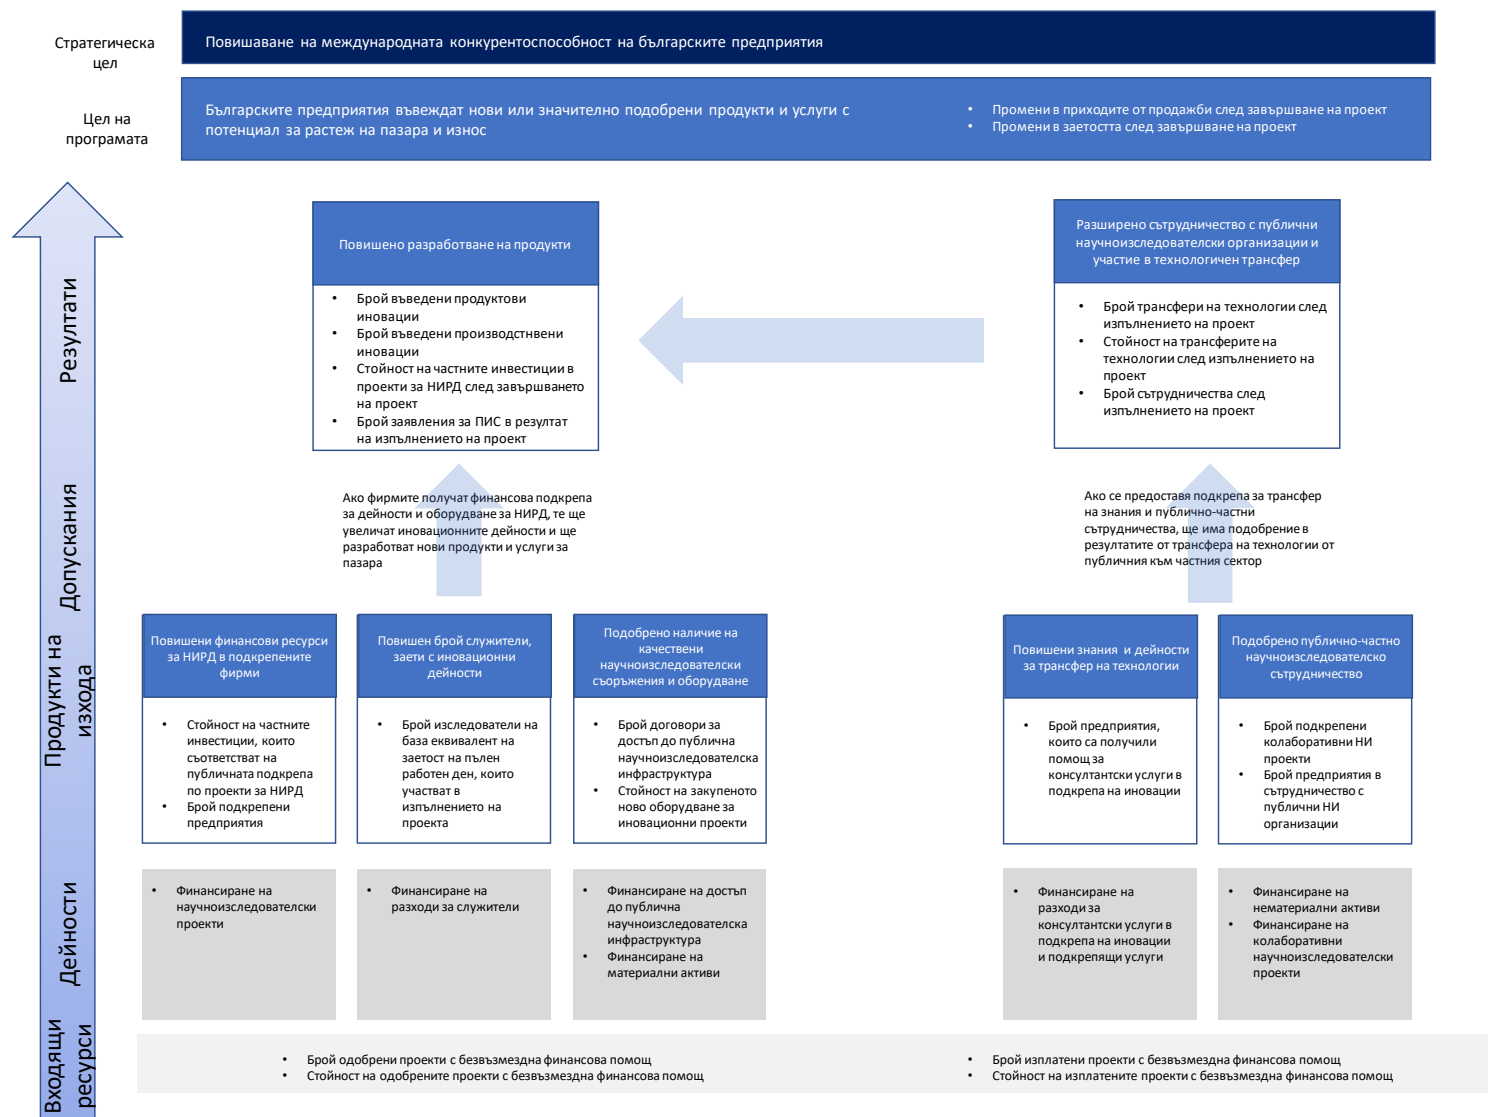 Стратегическа
цел
Повишаване на международната конкурентоспособност на българските предприятия
Цел на
програмата
Българските предприятия въвеждат нови или значително подобрени продукти и услуги с
потенциал за растеж на пазара и износ
• Промени в приходите от продажби след завършване на проект
• Промени в заетостта след завършване на проект
Резултати
Повишено разработване на продукти
• Брой въведени продуктови
иновации
• Брой въведени производстнвени
иновации
• Стойност на частните инвестиции в
проекти за НИРД след завършването
на проект
• Брой заявления за ПИС в резултат
на изпълнението на проект
Разширено сътрудничество с публични
научноизследователски организации и
участие в технологичен трансфер
• Брой трансфери на технологии след
изпълнението на проект
• Стойност на трансферите на
технологии след изпълнението на
проект
• Брой сътрудничества след
изпълнението на проект
Допускания
Ако фирмите получат финансова подкрепа
за дейности и оборудване за НИРД, те ще
увеличат иновационните дейности и ще
разработват нови продукти и услуги за
пазара
Ако се предоставя подкрепа за трансфер
на знания и публично-частни
сътрудничества, ще има подобрение в
резултатите от трансфера на технологии от
публичния към частния сектор
Продукти на
изхода
Повишени финансови ресурси
за НИРД в подкрепените
фирми
• Стойност на частните
инвестиции, които
съответстват на
публичната подкрепа
по проекти за НИРД
• Брой подкрепени
предприятия
Повишен брой служители,
заети с иновационни
дейности
• Брой изследователи на
база еквивалент на
заетост на пълен
работен ден, които
участват в
изпълнението на
проекта
Подобрено наличие на
качествени
научноизследователски
съоръжения и оборудване
• Брой договори за
достъп до публична
научноизследователска
инфраструктура
• Стойност на закупеното
ново оборудване за
иновационни проекти
Повишени знания и дейности
за трансфер на технологии
• Брой предприятия,
които са получили
помощ за
консултантски услуги в
подкрепа на иновации
Подобрено публично-частно
научноизследователско
сътрудничество
• Брой подкрепени
колаборативни НИ
проекти
• Брой предприятия в
сътрудничество с
публични НИ
организации
Дейности
• Финансиране на
научноизследователски
проекти
• Финансиране на
разходи за служители
• Финансиране на достъп
до публична
научноизследователска
инфраструктура
• Финансиране на
материални активи
• Финансиране на
разходи за
консултантски услуги в
подкрепа на иновации
и подкрепящи услуги
• Финансиране на
нематериални активи
• Финансиране на
колаборативни
научноизследователски
проекти
Входящи
ресурси
• Брой одобрени проекти с безвъзмездна финансова помощ
• Стойност на одобрените проекти с безвъзмездна финансова помощ
• Брой изплатени проекти с безвъзмездна финансова помощ
• Стойност на изплатените проекти с безвъзмездна финансова помощ